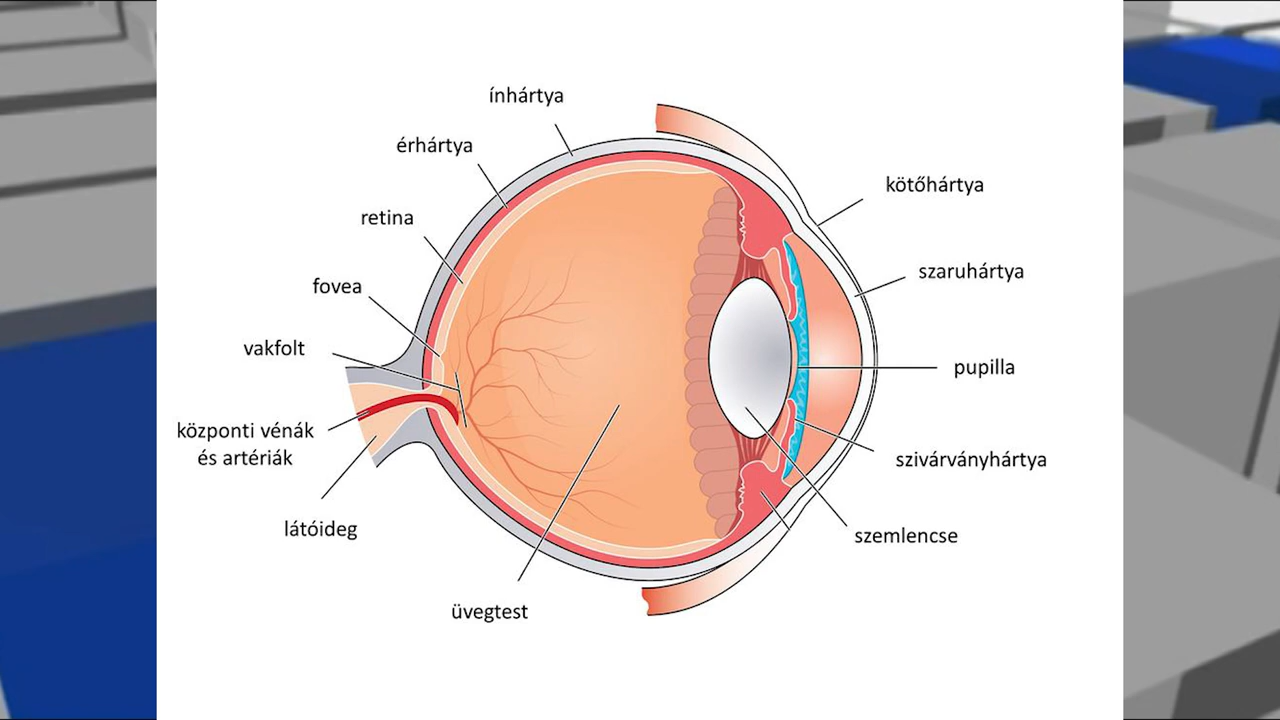 ínhártya
érhártya
retina
fovea
vakfolt
központi vénák
és artériák
látóideg
üvegtest
kötőhártya
szaruhártya
pupilla
szivárványhártya
szemlencse